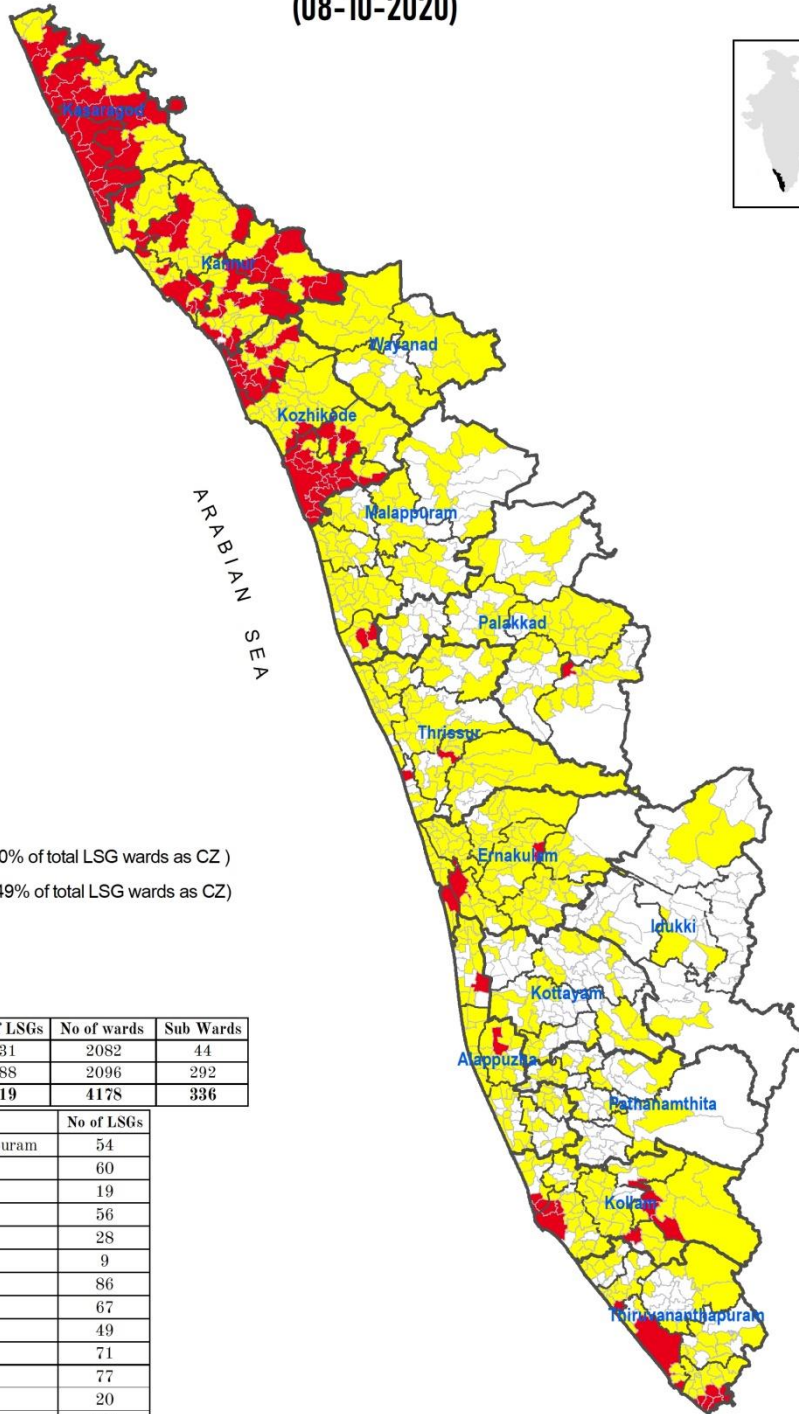 (08-10-2020)
Kasaragod
Kannur
Wayanad
Kozhikode
Malappuram
ARABIAN SEA
Palakkad
Thrissur
Ernakulam
0% of total LSG wards as CZ )
49% of total LSG wards as CZ)
Idukki
Kottayam
Alappuzha
Pathanamthita
Kollam
Thiruvananthapuram
LSGs No of wards Sub Wards
31 2082 44
88 2096 292
19 4178 336
No of LSGs
uram 54
60
19
56
28
9
86
67
49
71
77
20